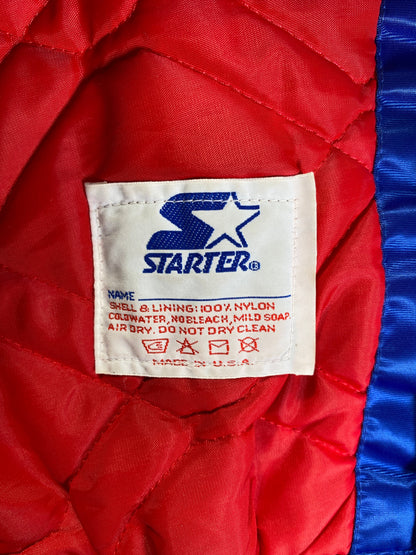 STARTER®
NAME
SHELL & LINING: 100% NYLON
COLDWATER, NO BLEACH, MILD SOAP
AIR DRY. DO NOT DRY CLEAN
MADE IN U.S.A.